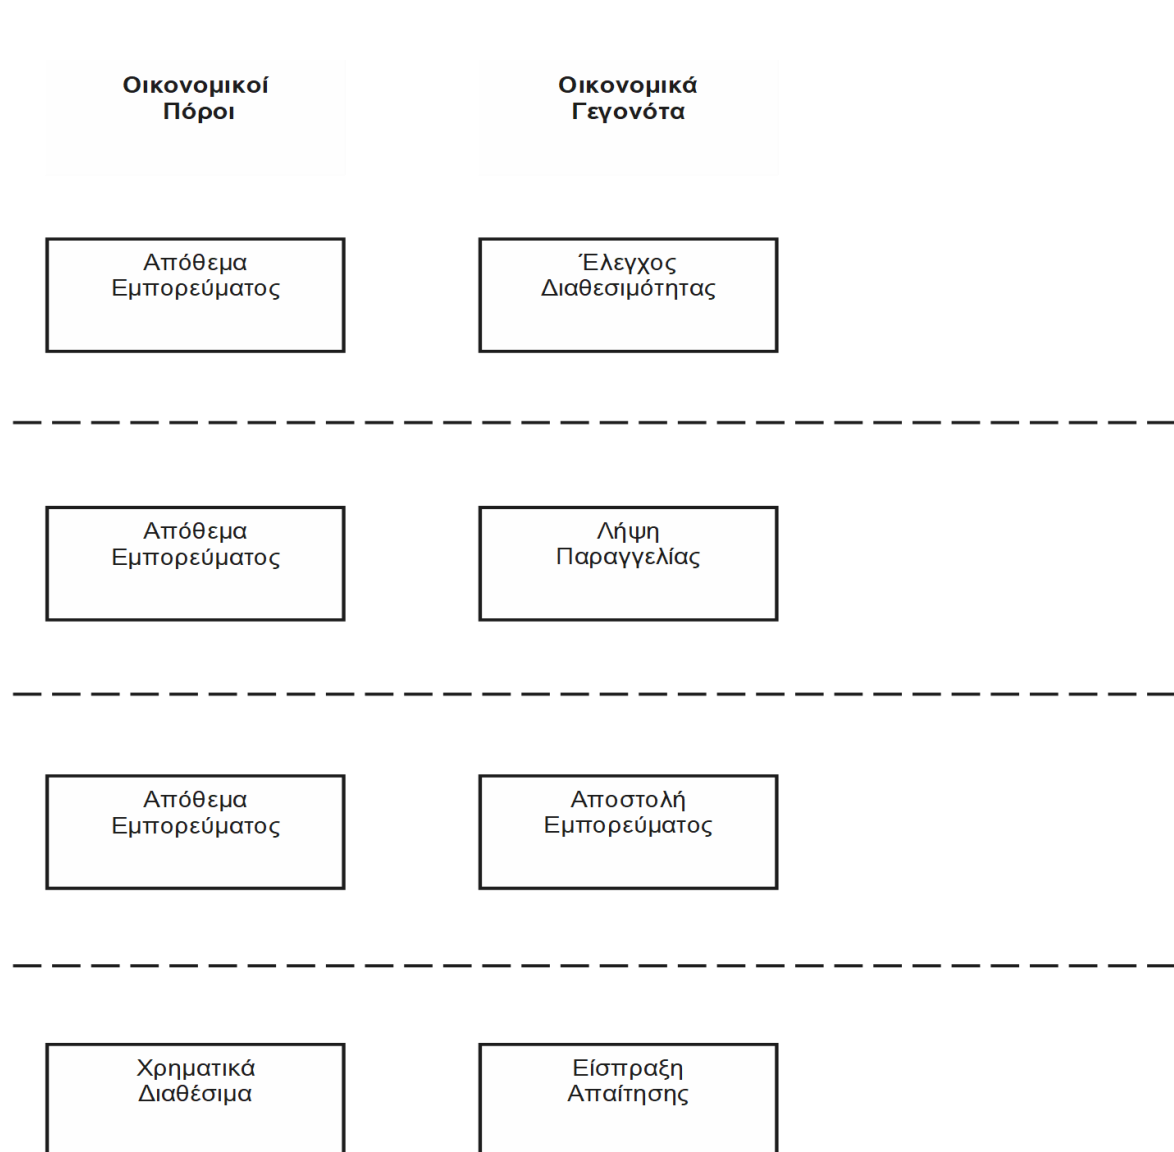 Οικονομικοί
Πόροι
Οικονομικά
Γεγονότα
Απόθεμα
Εμπορεύματος
Έλεγχος
Διαθεσιμότητας
Απόθεμα
Εμπορεύματος
Λήψη
Παραγγελίας
Απόθεμα
Εμπορεύματος
Αποστολή
Εμπορεύματος
Χρηματικά
Διαθέσιμα
Είσπραξη
Απαίτησης